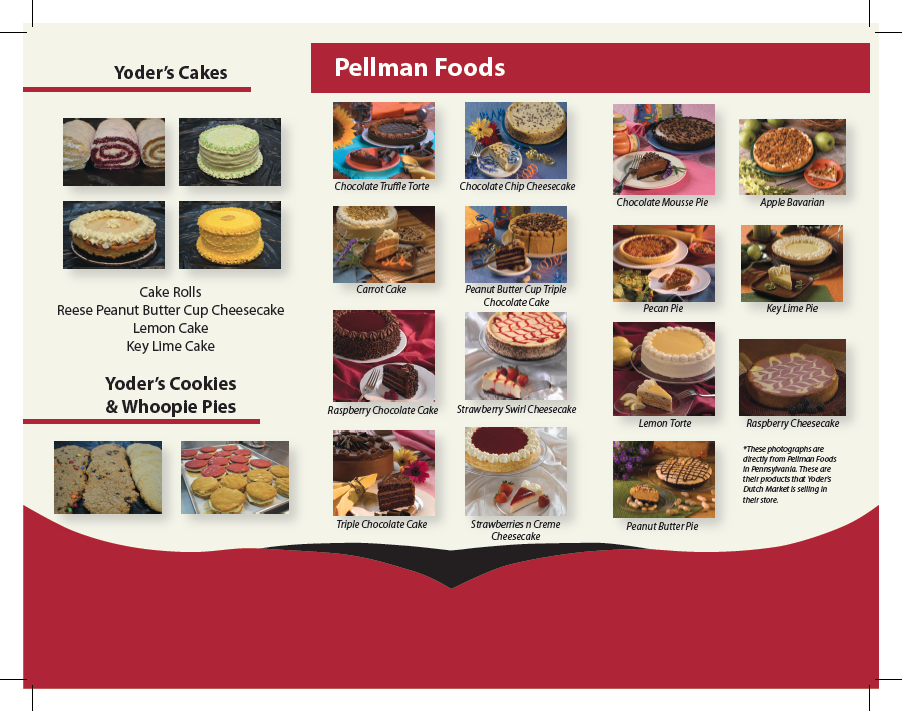 Yoder's Cakes
Cake Rolls
Reese Peanut Butter Cup Cheesecake
Lemon Cake
Key Lime Cake
Yoder's Cookies
& Whoopie Pies
Pellman Foods
Chocolate Truffle Torte
Chocolate Chip Cheesecake
Chocolate Mousse Pie
Apple Bavarian
Carrot Cake
Peanut Butter Cup Triple
Chocolate Cake
Pecan Pie
Key Lime Pie
Raspberry Chocolate Cake
Strawberry Swirl Cheesecake
Lemon Torte
Raspberry Cheesecake
Triple Chocolate Cake
Strawberries n Creme
Cheesecake
Peanut Butter Pie
*These photographs are
directly from Pellman Foods
in Pennsylvania. These are
their products that Yoder's
Dutch Market is selling in
their store.